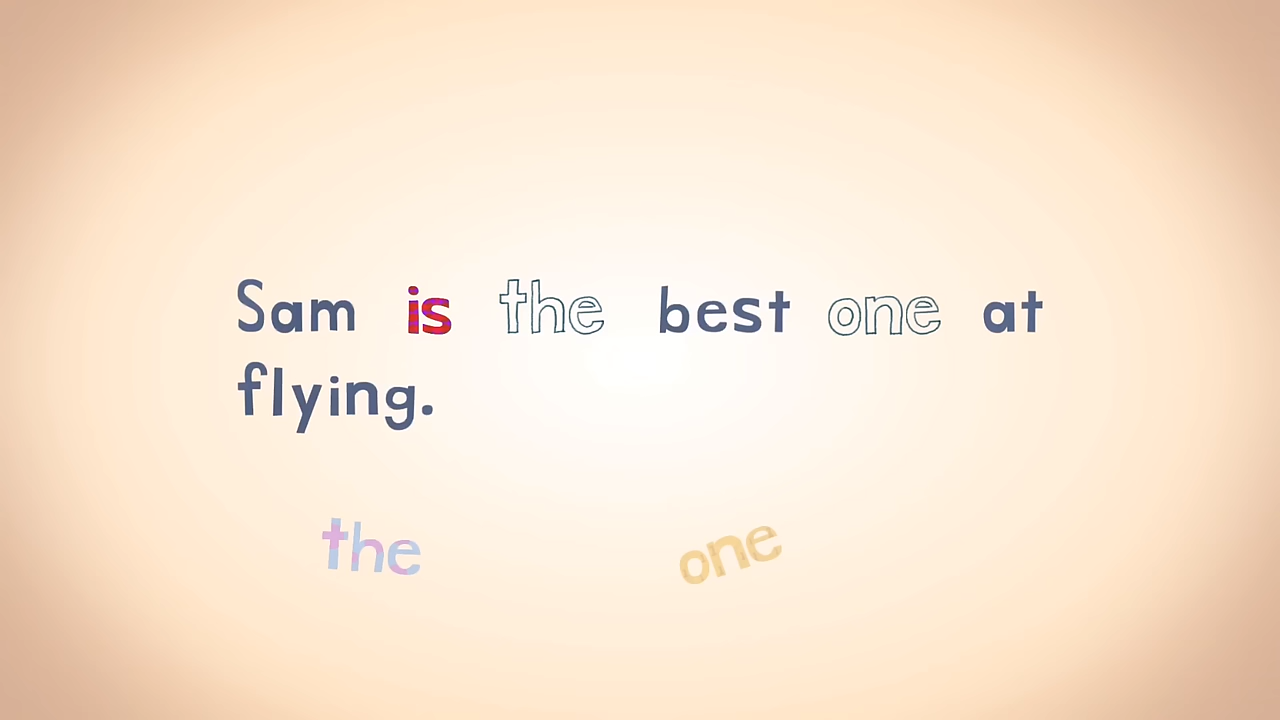 Sam is the best one at
flying.
the one